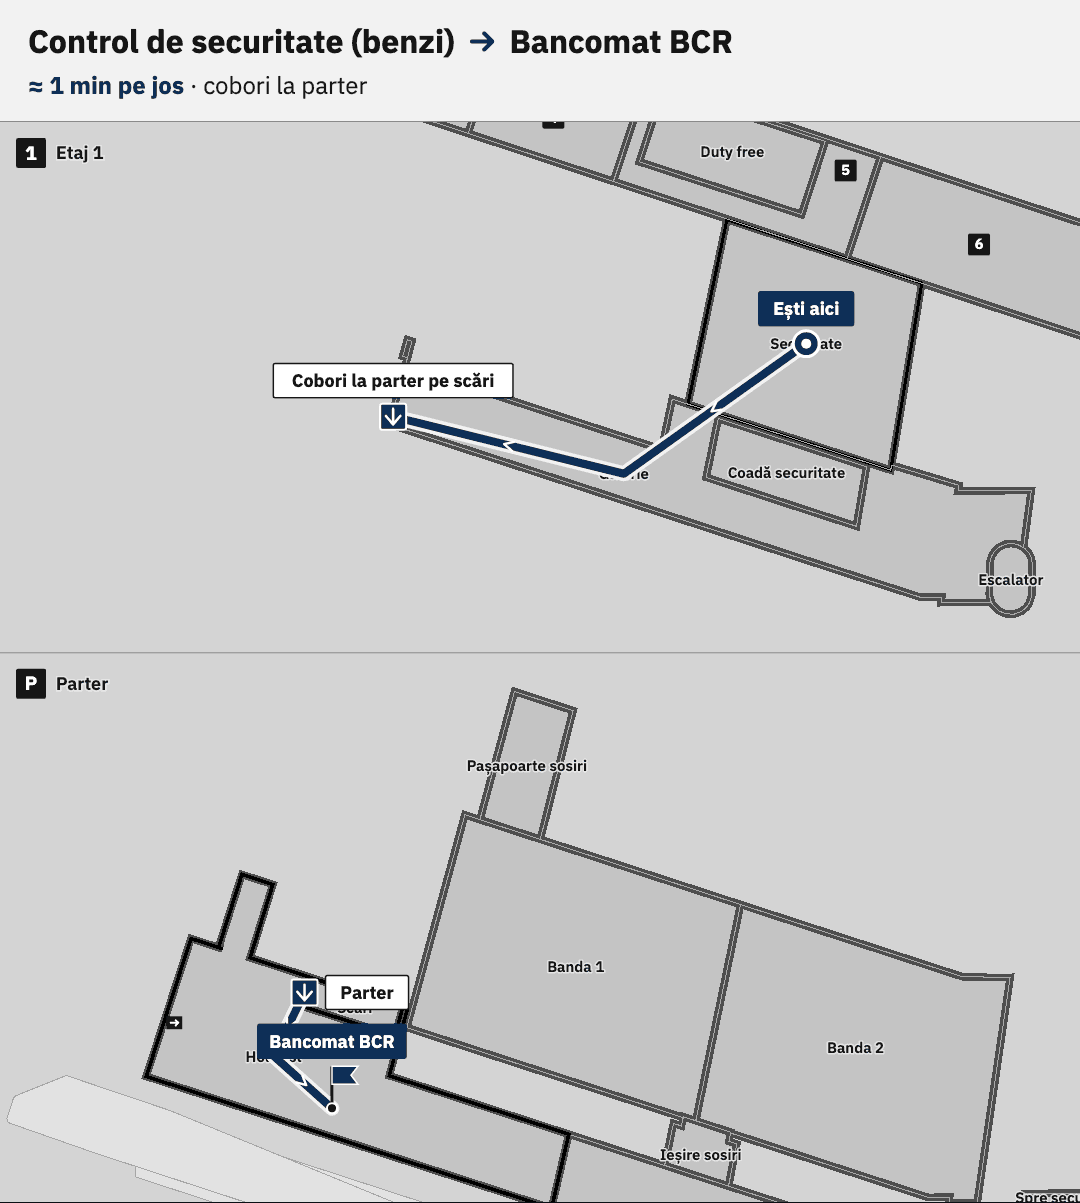 Control de securitate (benzi) → Bancomat BCR
≈ 1 min pe jos · cobori la parter
1 Etaj 1
Duty free
5
6
Ești aici
Cobori la parter pe scări
Coadă securitate
Escalator
P Parter
Pașapoarte sosiri
Banda 1
Parter
Bancomat BCR
Banda 2
Ieșire sosiri